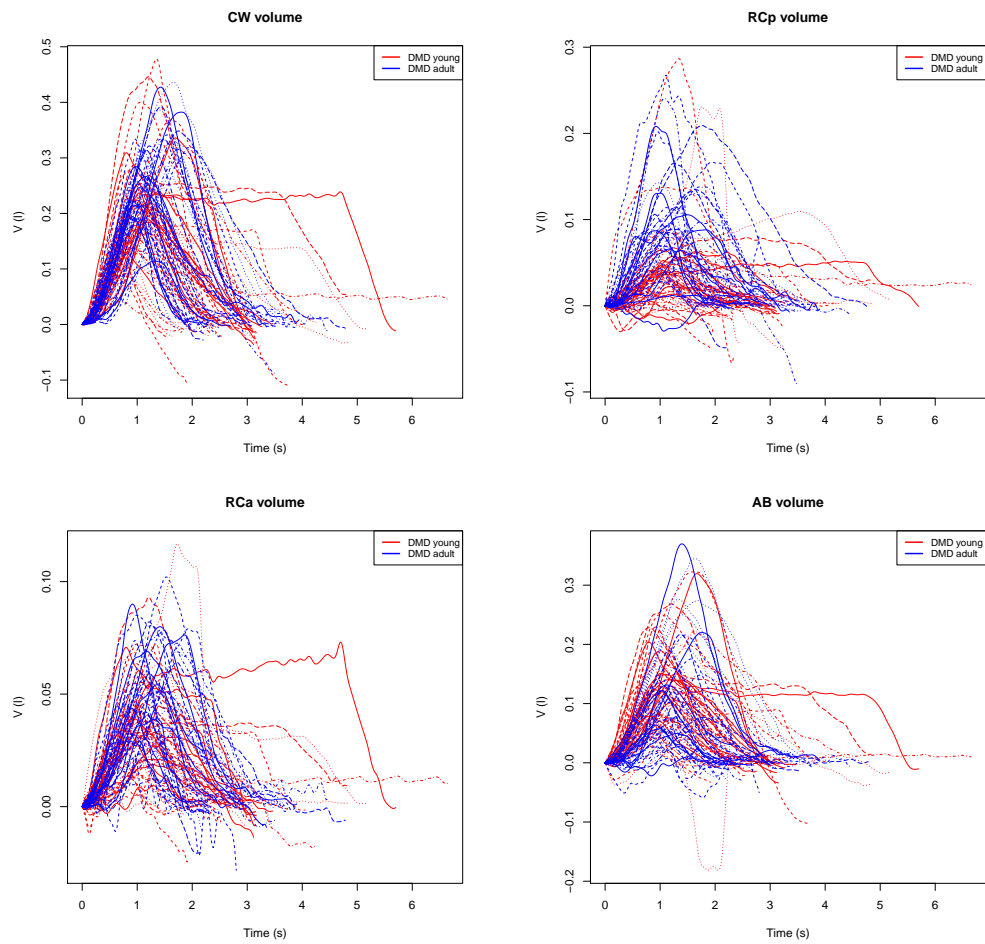 CW volume
V (l)
0.5
0.4
0.3
0.2
0.1
0.0
−0.1
DMD young
DMD adult
0 1 2 3 4 5 6
Time (s)
RCp volume
V (l)
0.3
0.2
0.1
0.0
−0.1
DMD young
DMD adult
0 1 2 3 4 5 6
Time (s)
RCa volume
V (l)
0.10
0.05
0.00
DMD young
DMD adult
0 1 2 3 4 5 6
Time (s)
AB volume
V (l)
0.3
0.2
0.1
0.0
−0.1
−0.2
DMD young
DMD adult
0 1 2 3 4 5 6
Time (s)